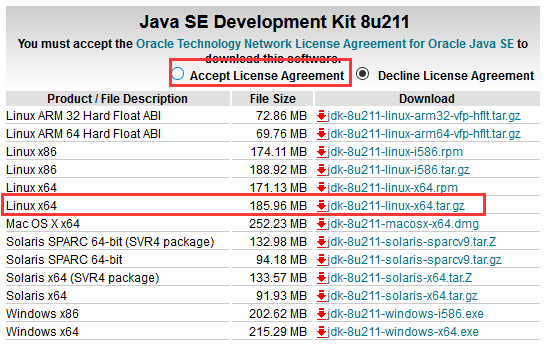 Java SE Development Kit 8u211
You must accept the Oracle Technology Network License Agreement for Oracle Java SE to
download this software.
Accept License Agreement Decline License Agreement
Product / File Description File Size Download
Linux ARM 32 Hard Float ABI 72.86 MB jdk-8u211-linux-arm32-vfp-hflt.tar.gz
Linux ARM 64 Hard Float ABI 69.76 MB jdk-8u211-linux-arm64-vfp-hflt.tar.gz
Linux x86 174.11 MB jdk-8u211-linux-i586.rpm
Linux x86 188.92 MB jdk-8u211-linux-i586.tar.gz
Linux x64 171.13 MB jdk-8u211-linux-x64.rpm
Linux x64 185.96 MB jdk-8u211-linux-x64.tar.gz
Mac OS X x64 252.23 MB jdk-8u211-macosx-x64.dmg
Solaris SPARC 64-bit (SVR4 package) 132.98 MB jdk-8u211-solaris-sparcv9.tar.Z
Solaris SPARC 64-bit 94.18 MB jdk-8u211-solaris-sparcv9.tar.gz
Solaris x64 (SVR4 package) 133.57 MB jdk-8u211-solaris-x64.tar.Z
Solaris x64 91.93 MB jdk-8u211-solaris-x64.tar.gz
Windows x86 202.62 MB jdk-8u211-windows-i586.exe
Windows x64 215.29 MB jdk-8u211-windows-x64.exe